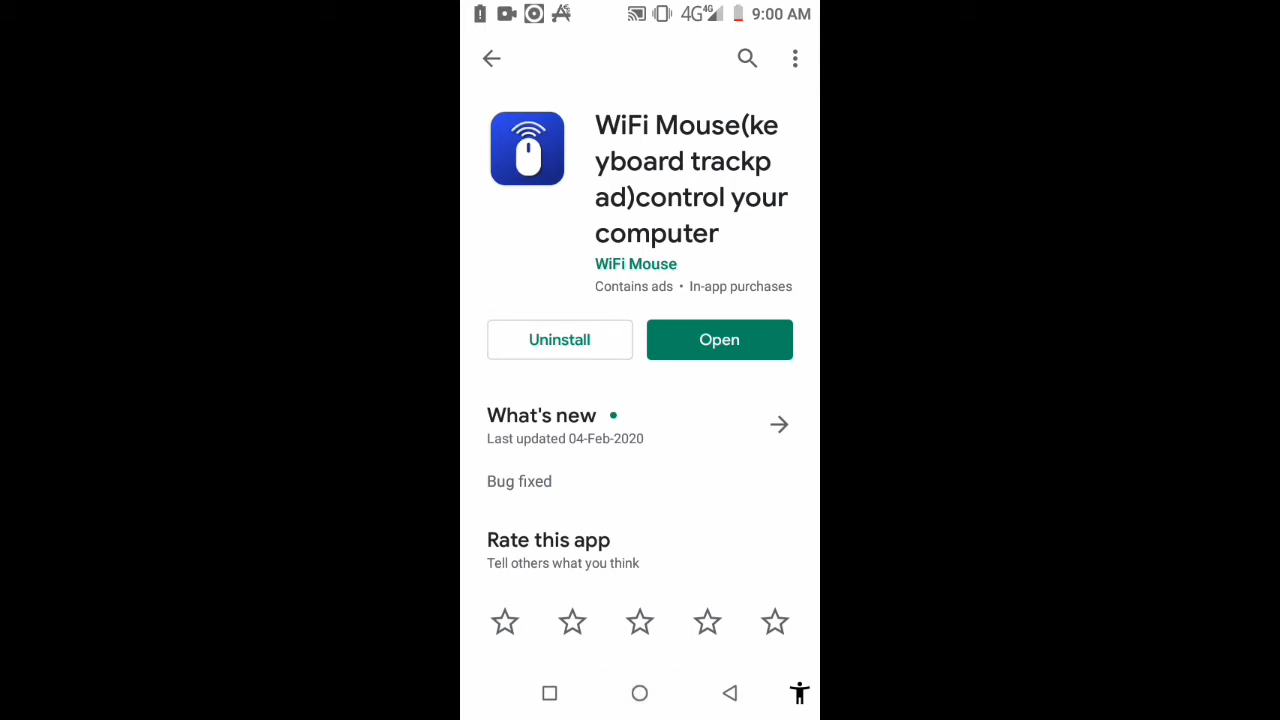 4G 4G 9:00 AM
WiFi Mouse(ke
yboard trackp
ad)control your
computer
WiFi Mouse
Contains ads • In-app purchases
Uninstall Open
What's new
Last updated 04-Feb-2020
Bug fixed
Rate this app
Tell others what you think